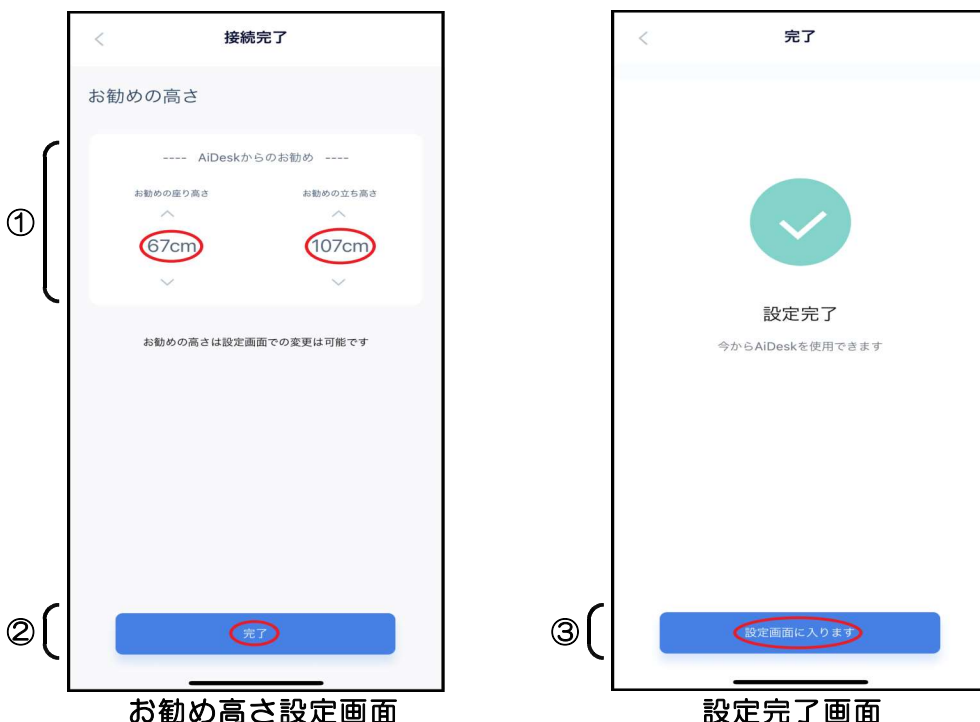 <
接続完了
お勧めの高さ
---- AiDeskからのお勧め ----
お勧めの座り高さ
お勧めの立ち高さ
67cm
107cm
①
お勧めの高さは設定画面での変更は可能です
②
完了
お勧め高さ設定画面
<
完了
設定完了
今からAiDeskを使用できます
③
設定画面に入ります
設定完了画面